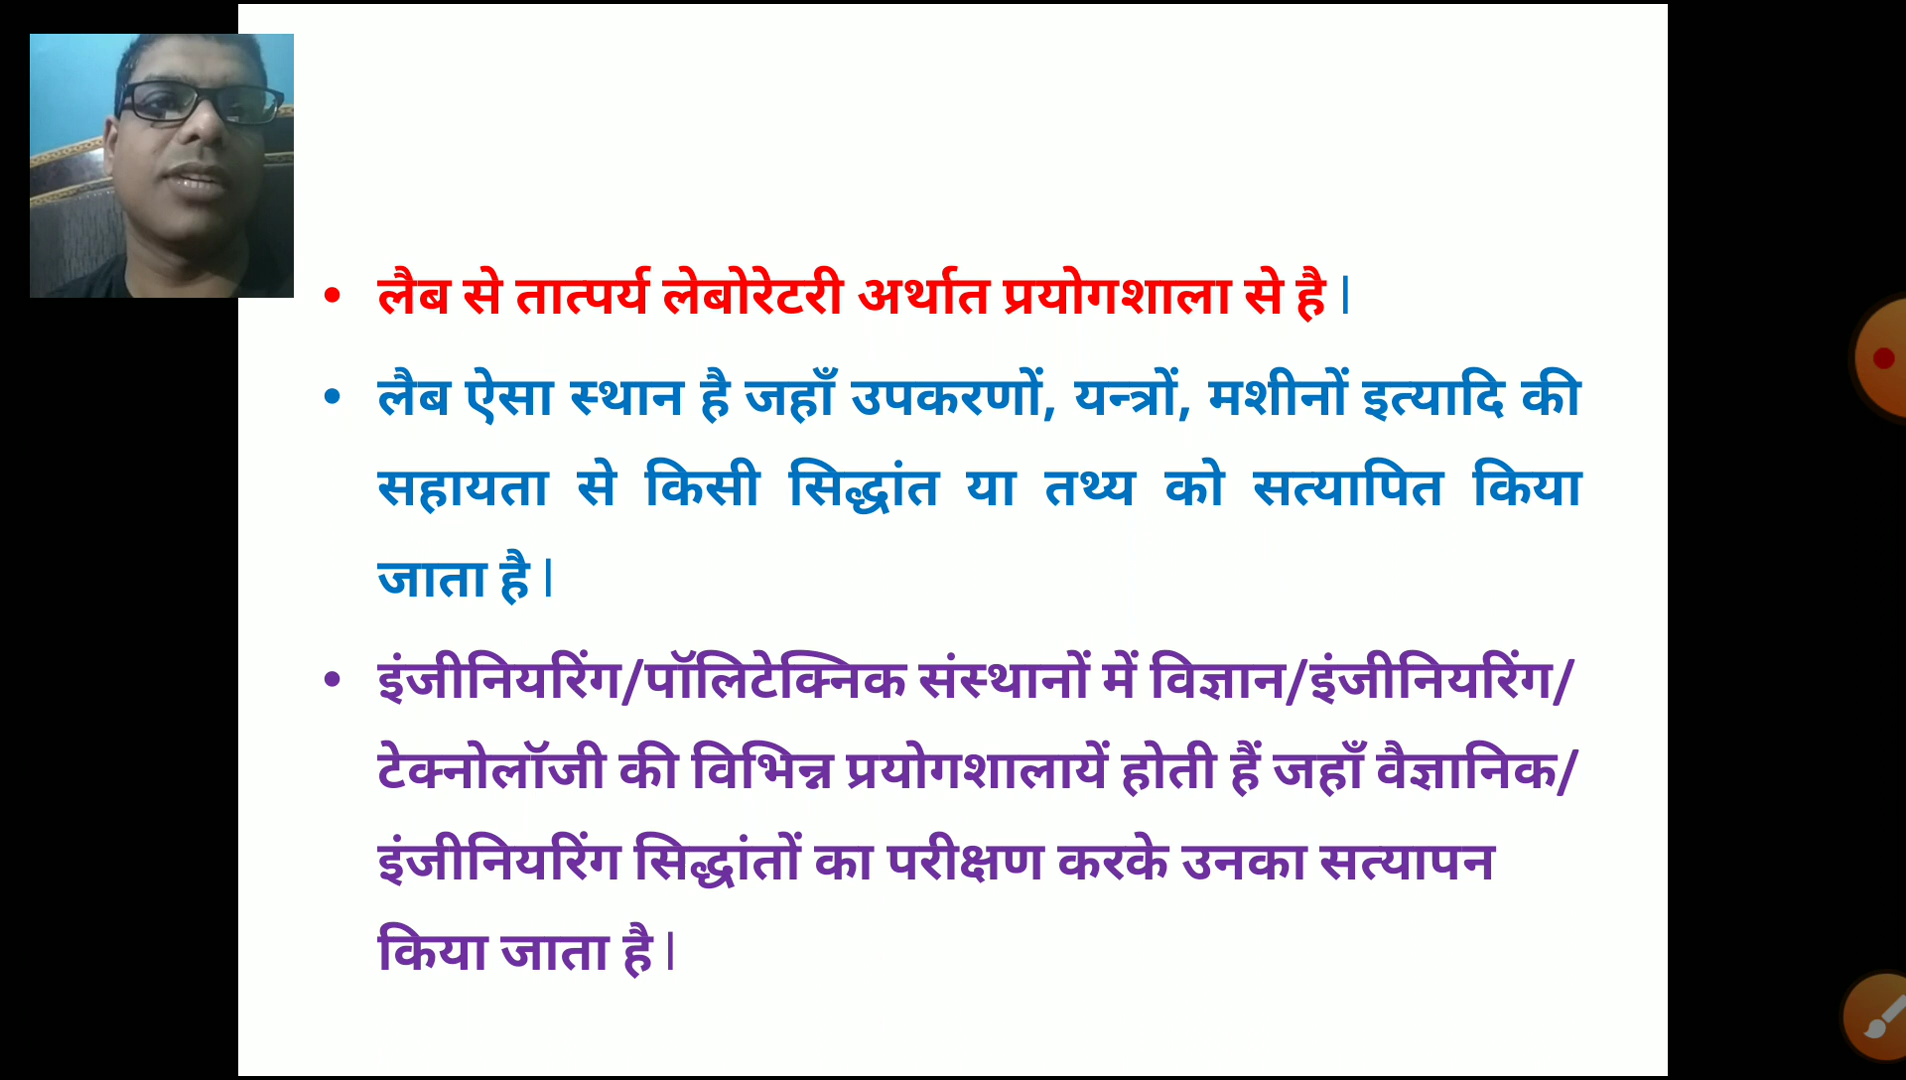 • लैब से तात्पर्य लेबोरेटरी अर्थात प्रयोगशाला से है |
• लैब ऐसा स्थान है जहाँ उपकरणों, यन्त्रों, मशीनों इत्यादि की
सहायता से किसी सिद्धांत या तथ्य को सत्यापित किया
जाता है |
• इंजीनियरिंग/पॉलिटेक्निक संस्थानों में विज्ञान/इंजीनियरिंग/
टेक्नोलॉजी की विभिन्न प्रयोगशालायें होती हैं जहाँ वैज्ञानिक/
इंजीनियरिंग सिद्धांतों का परीक्षण करके उनका सत्यापन
किया जाता है |